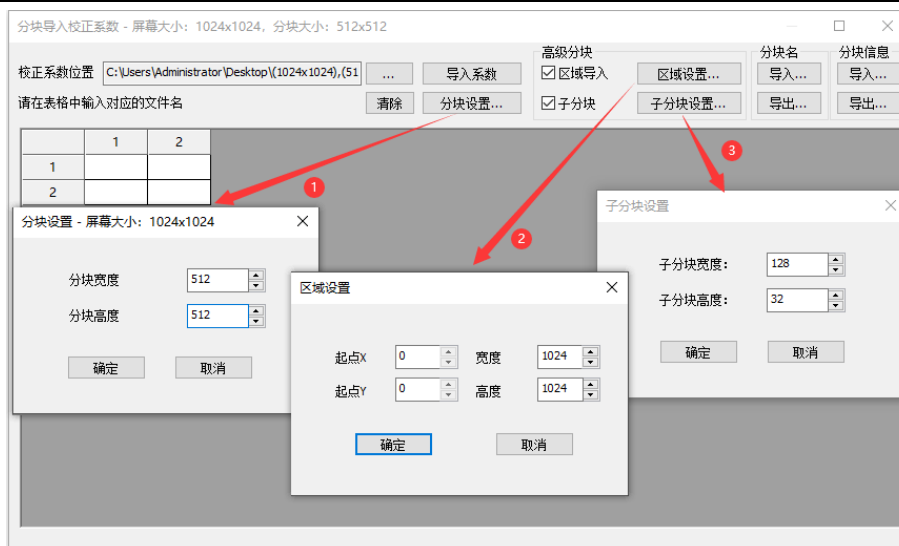 分块导入校正系数 - 屏幕大小: 1024x1024, 分块大小: 512x512
高级分块 分块名 分块信息
校正系数位置 C:\Users\Administrator\Desktop\(1024x1024),(51 ... 导入系数 区域导入 区域设置... 导入... 导入...
请在表格中输入对应的文件名 清除 分块设置... 子分块 子分块设置... 导出... 导出...
1 2
1
2
1
2
3
分块设置 - 屏幕大小: 1024x1024
分块宽度 512
分块高度 512
确定 取消
区域设置
起点X 0 宽度 1024
起点Y 0 高度 1024
确定 取消
子分块设置
子分块宽度: 128
子分块高度: 32
确定 取消